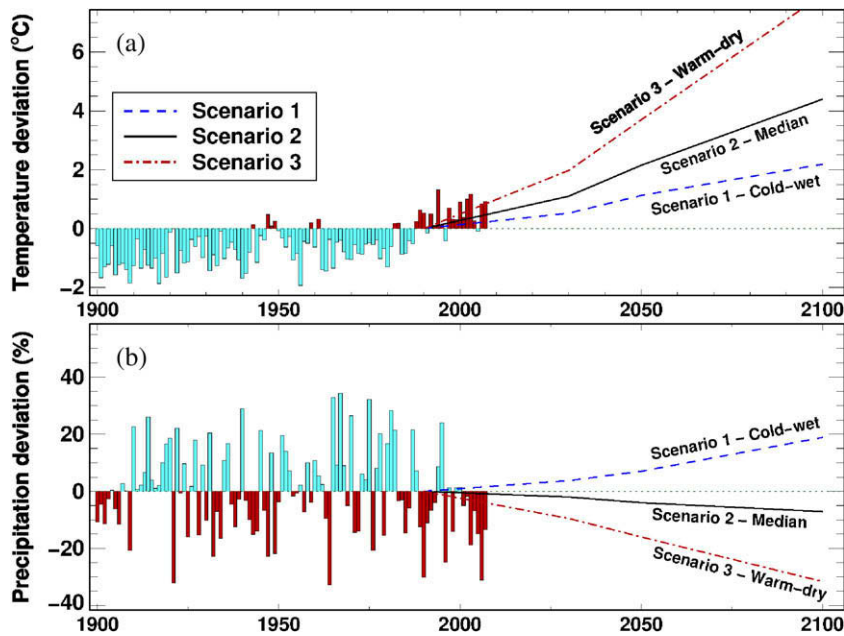 Temperature deviation (°C)
(a)
6
4
2
0
−2
Scenario 1
Scenario 2
Scenario 3
Scenario 3 − Warm−dry
Scenario 2 − Median
Scenario 1 − Cold−wet
1900
1950
2000
2050
2100
Precipitation deviation (%)
(b)
40
20
0
−20
−40
Scenario 1 − Cold−wet
Scenario 2 − Median
Scenario 3 − Warm−dry
1900
1950
2000
2050
2100